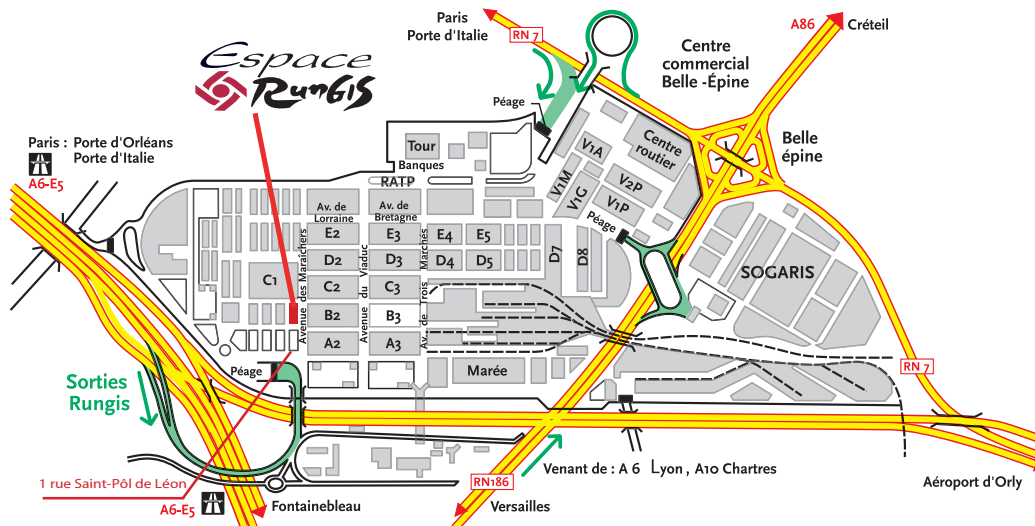 Espace
RunGIS
Paris
Porte d'Italie
RN 7
A86
Créteil
Centre
commercial
Belle -Épine
Péage
Paris : Porte d'Orléans
Porte d'Italie
A6-E5
Tour
Banques
RATP
V1A
Centre
routier
Belle
épine
V1M
V1G
V2P
V1P
Péage
Av. de
Lorraine
Av. de
Bretagne
E2
E3
E4
E5
D2
D3
D4
D5
D7
D8
C1
C2
C3
B2
B3
A2
A3
Avenue des Maraîchers
Avenue du Viaduc
Av. de Trois Marchés
SOGARIS
Marée
Péage
Sorties
Rungis
RN 7
1 rue Saint-Pôl de Léon
A6-E5
Fontainebleau
RN186
Versailles
Venant de : A 6 Lyon , A10 Chartres
Aéroport d'Orly